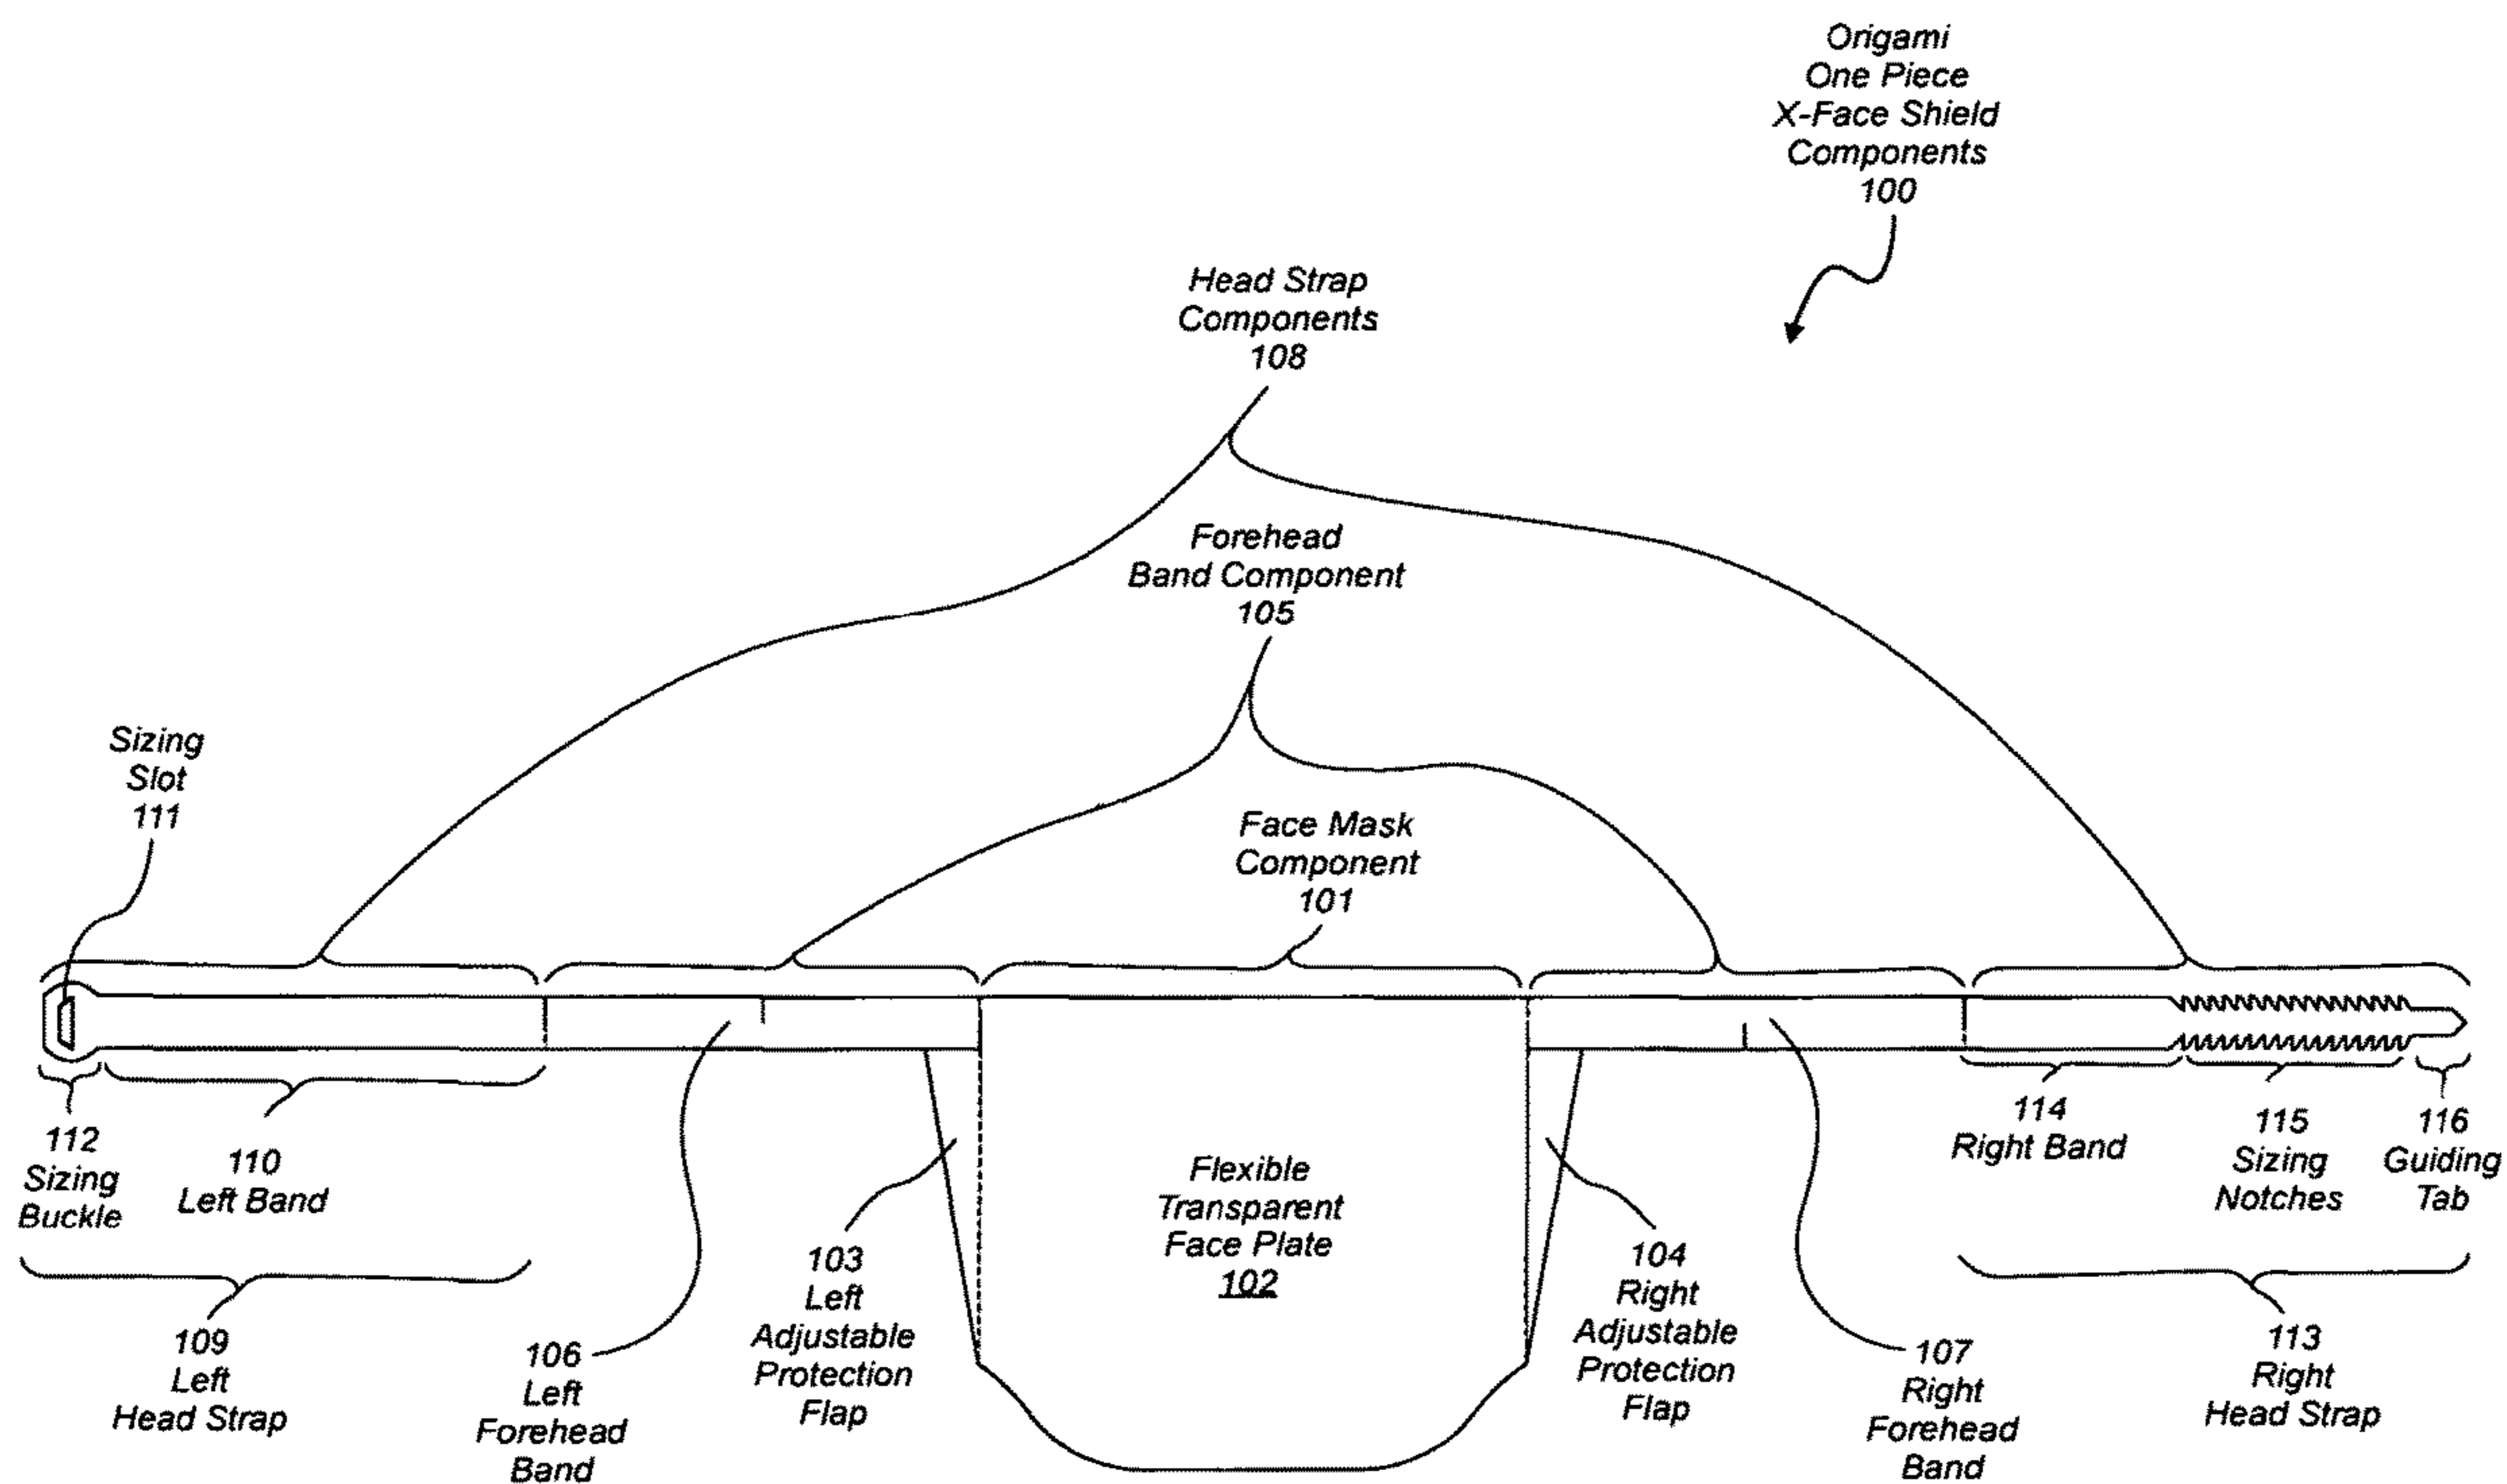 Origami
One Piece
X-Face Shield
Components
100
Head Strap
Components
108
Forehead
Band Component
105
Sizing
Slot
111
Face Mask
Component
101
112
Sizing
Buckle
110
Left Band
109
Left
Head Strap
106
Left
Forehead
Band
103
Left
Adjustable
Protection
Flap
Flexible
Transparent
Face Plate
102
104
Right
Adjustable
Protection
Flap
107
Right
Forehead
Band
114
Right Band
115
Sizing
Notches
116
Guiding
Tab
113
Right
Head Strap